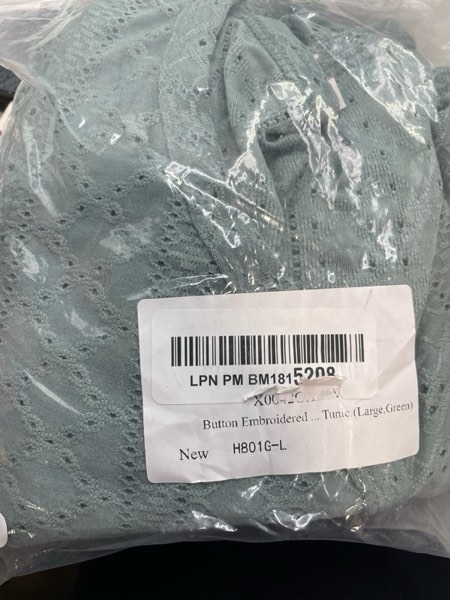 LPN PM BM1815208
Button Embroidered ... Tunic.(Large.Green)
New H801G-L